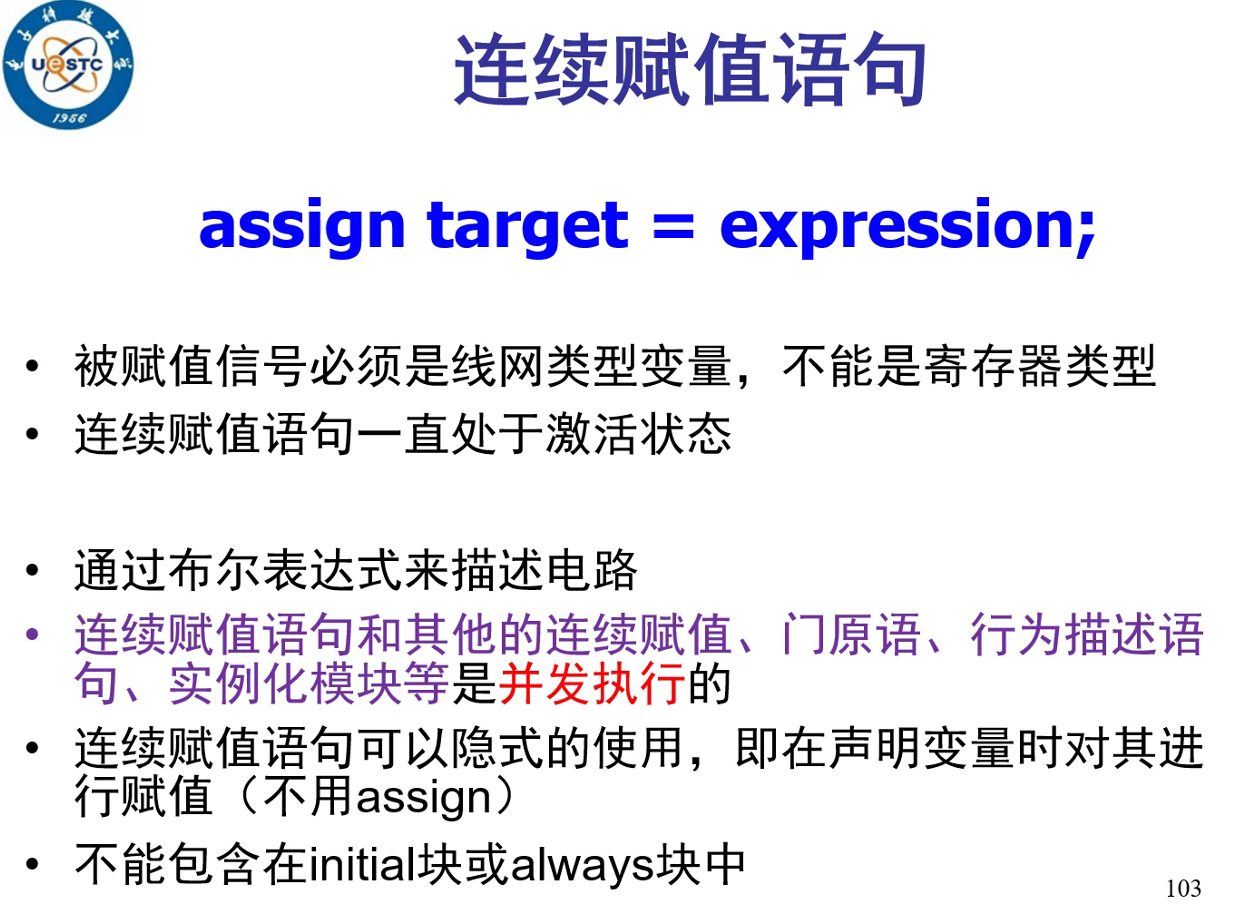 UeSTC
1956
连续赋值语句
assign target = expression;
• 被赋值信号必须是线网类型变量，不能是寄存器类型
• 连续赋值语句一直处于激活状态
• 通过布尔表达式来描述电路
• 连续赋值语句和其他的连续赋值、门原语、行为描述语
句、实例化模块等是并发执行的
• 连续赋值语句可以隐式的使用，即在声明变量时对其进
行赋值（不用assign）
• 不能包含在initial块或always块中
103